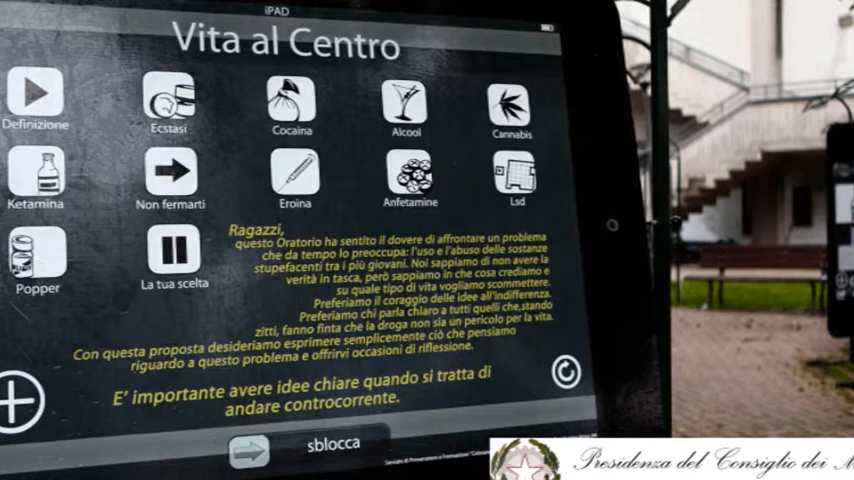 iPAD
Vita al Centro
Definizione
Ecstasi
Cocaina
Alcool
Cannabis
Ketamina
Non fermarti
Eroina
Anfetamine
Lsd
Popper
La tua scelta
Ragazzi,
questo Oratorio ha sentito il dovere di affrontare un problema
che da tempo lo preoccupa: l'uso e l'abuso delle sostanze
stupefacenti tra i più giovani. Noi sappiamo di non avere la
verità in tasca, però sappiamo in che cosa crediamo e
su quale tipo di vita vogliamo scommettere.
Preferiamo il coraggio delle idee all'indifferenza.
Preferiamo chi parla chiaro a tutti quelli che,stando
zitti, fanno finta che la droga non sia un pericolo per la vita.
Con questa proposta desideriamo esprimere semplicemente ciò che pensiamo
riguardo a questo problema e offrirvi occasioni di riflessione.
E' importante avere idee chiare quando si tratta di
andare controcorrente.
sblocca
Servizio di Prevenzione e Formazione
Presidenza del Consiglio dei M